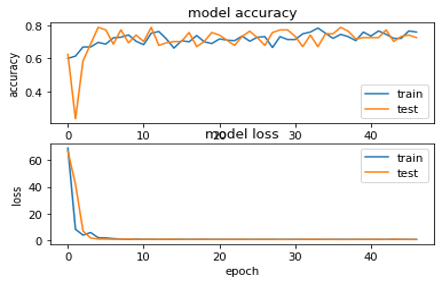 model accuracy
accuracy
0.8
0.6
0.4
train
test
0 10 20 30 40
model loss
loss
60
40
20
0
train
test
0 10 20 30 40
epoch